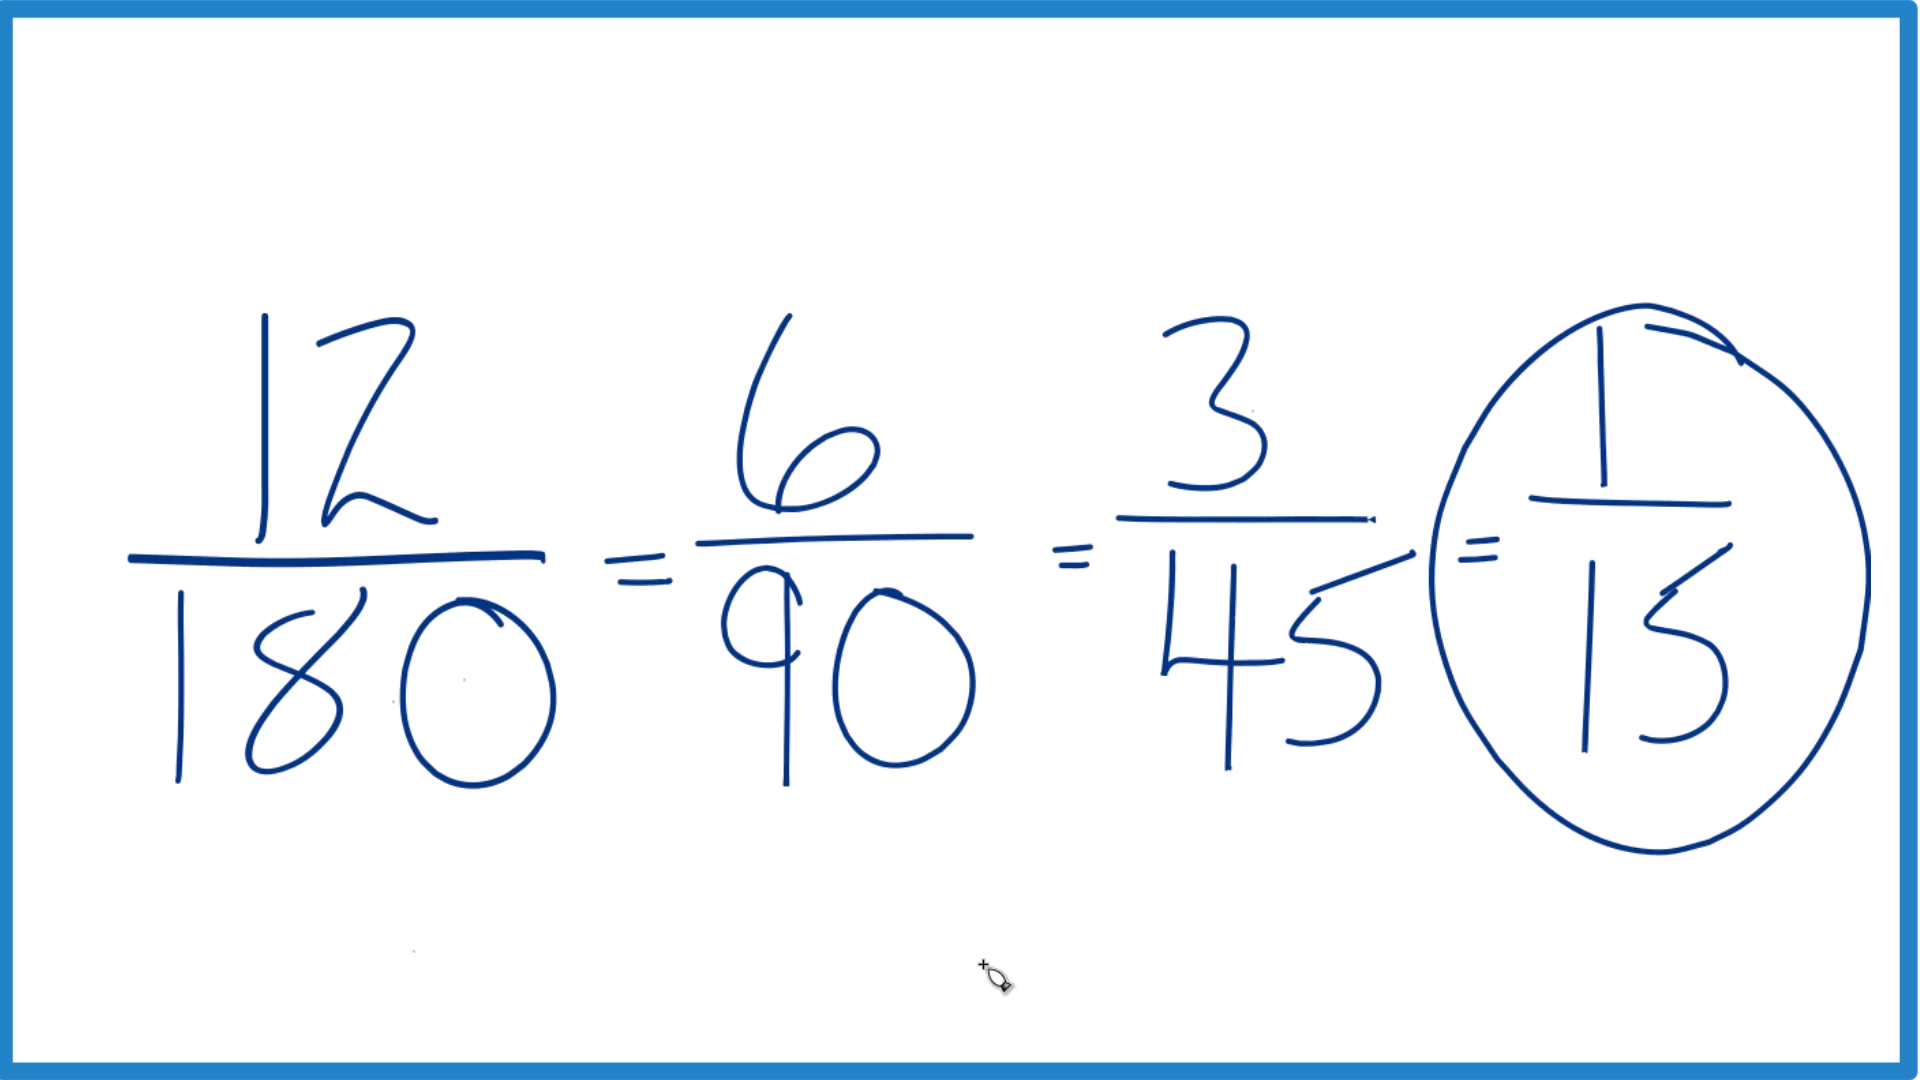 12/180 = 6/90 = 3/45 = 1/15